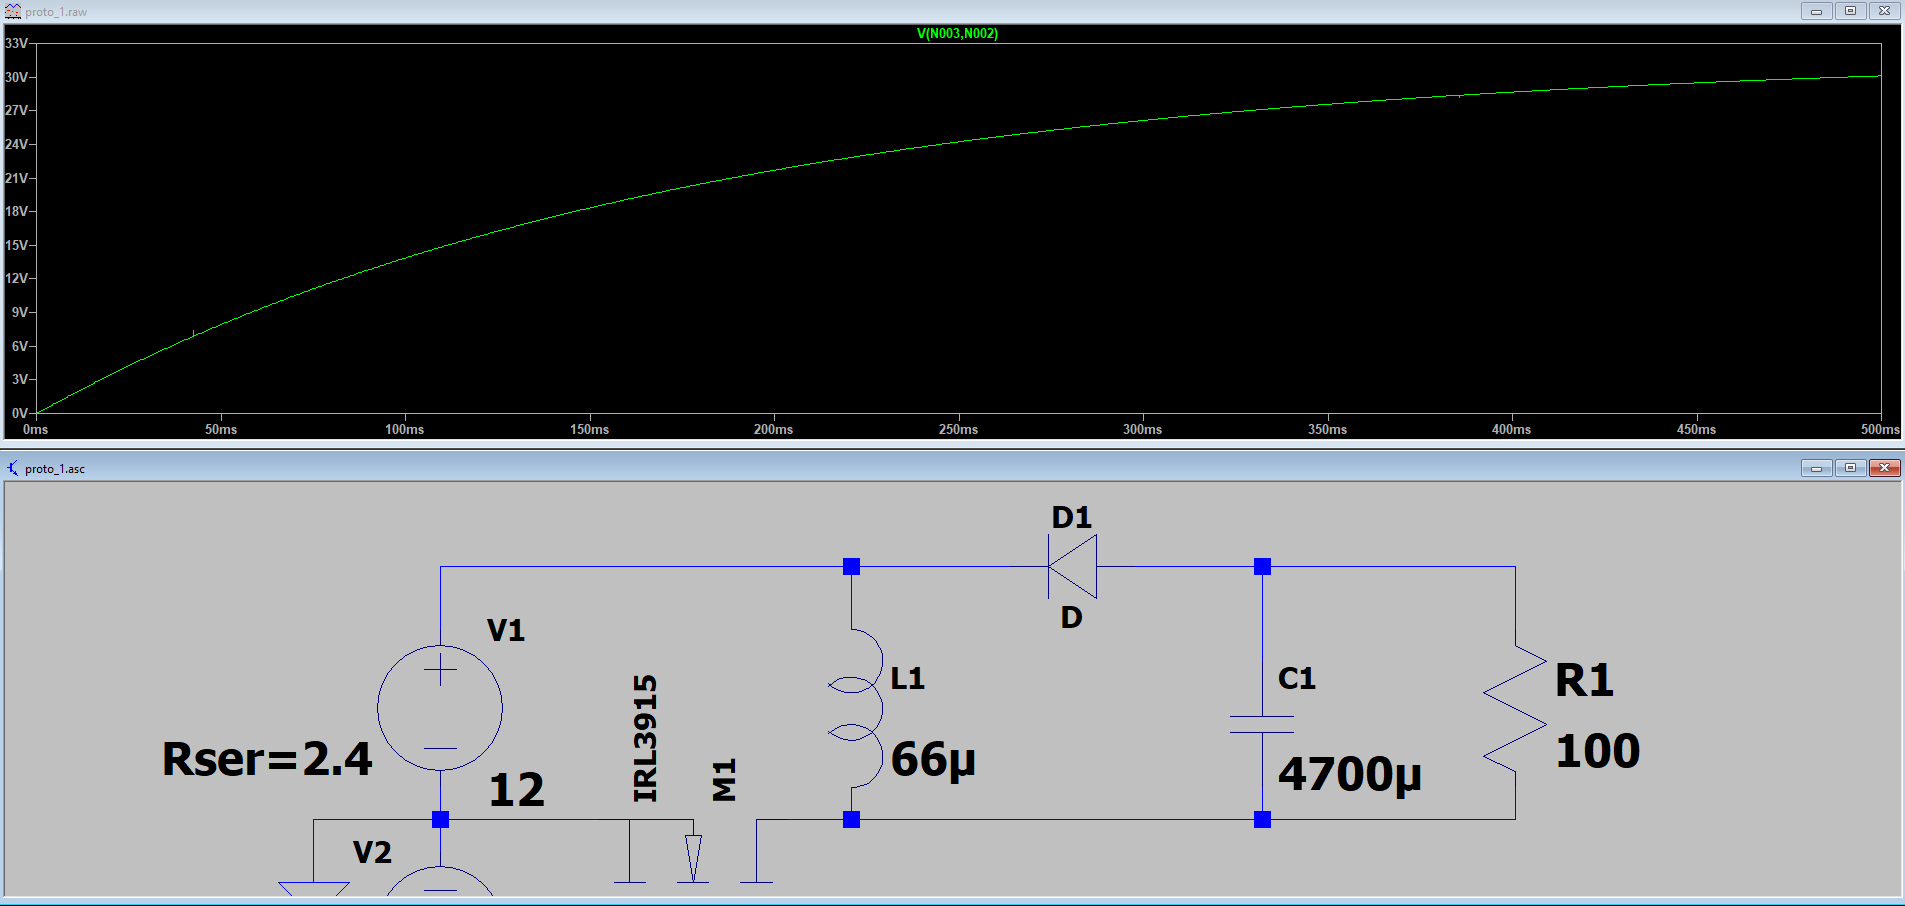 proto_1.raw
V(N003,N002)
33V
30V
27V
24V
21V
18V
15V
12V
9V
6V
3V
0V
0ms 50ms 100ms 150ms 200ms 250ms 300ms 350ms 400ms 450ms 500ms
proto_1.asc
D1
D
V1
Rser=2.4
12
IRL3915
M1
L1
66µ
C1
4700µ
R1
100
V2